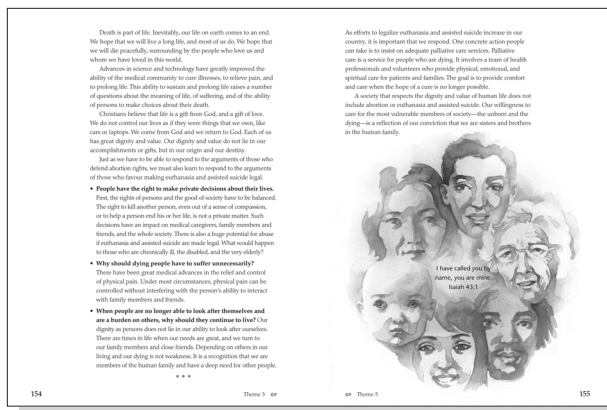 Death is part of life. Inevitably, our life on earth comes to an end.
We hope that we will live a long life, and most of us do. We hope that
we will die peacefully, surrounding by the people who love us and
whom we have loved in this world.
Advances in science and technology have greatly improved the
ability of the medical community to cure illnesses, to relieve pain, and
to prolong life. This ability to sustain and prolong life raises a number
of questions about the meaning of life, of suffering, and of the ability
of persons to make choices about their death.
Christians believe that life is a gift from God, and a gift of love.
We do not control our lives as if they were things that we own, like
cars or laptops. We come from God and we return to God. Each of us
has great dignity and value. Our dignity and value do not lie in our
accomplishments or gifts, but in our origin and our destiny.
Just as we have to be able to respond to the arguments of those who
defend abortion rights, we must also learn to respond to the arguments
of those who favour making euthanasia and assisted suicide legal.
• People have the right to make private decisions about their lives.
First, the rights of persons and the good of society have to be balanced.
The right to kill another person, even out of a sense of compassion,
or to help a person end his or her life, is not a private matter. Such
decisions have an impact on medical caregivers, family members and
friends, and the whole society. There is also a huge potential for abuse
if euthanasia and assisted suicide are made legal. What would happen
to those who are chronically ill, the disabled, and the very elderly?
• Why should dying people have to suffer unnecessarily?
There have been great medical advances in the relief and control
of physical pain. Under most circumstances, physical pain can be
controlled without interfering with the person's ability to interact
with family members and friends.
• When people are no longer able to look after themselves and
are a burden on others, why should they continue to live? Our
dignity as persons does not lie in our ability to look after ourselves.
There are times in life when our needs are great, and we turn to
our family members and close friends. Depending on others in our
living and our dying is not weakness. It is a recognition that we are
members of the human family and have a deep need for other people.
* * *
154
Theme 5 GP
As efforts to legalize euthanasia and assisted suicide increase in our
country, it is important that we respond. One concrete action people
can take is to insist on adequate palliative care services. Palliative
care is a service for people who are dying. It involves a team of health
professionals and volunteers who provide physical, emotional, and
spiritual care for patients and families. The goal is to provide comfort
and care when the hope of a cure is no longer possible.
A society that respects the dignity and value of human life does not
include abortion or euthanasia and assisted suicide. Our willingness to
care for the most vulnerable members of society—the unborn and the
dying—is a reflection of our conviction that we are sisters and brothers
in the human family.
I have called you by
name, you are mine.
Isaiah 43:1
GP Theme 5
155